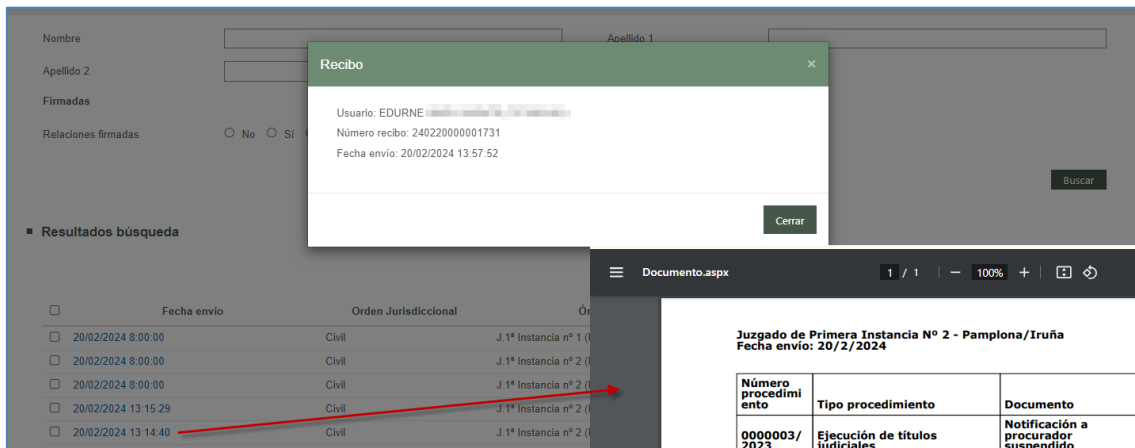 Nombre
Apellido 1
Apellido 2
Firmadas
Relaciones firmadas No Sí
Buscar
Recibo ×
Usuario: EDURNE
Número recibo: 240220000001731
Fecha envío: 20/02/2024 13:57:52
Cerrar
Resultados búsqueda
Fecha envío Orden Jurisdiccional
20/02/2024 8:00:00 Civil J.1ª Instancia nº 1
20/02/2024 8:00:00 Civil J.1ª Instancia nº 2
20/02/2024 8:00:00 Civil J.1ª Instancia nº 2
20/02/2024 13:15:29 Civil J.1ª Instancia nº 2
20/02/2024 13:14:40 Civil J.1ª Instancia nº 2
Documento.aspx 1 / 1 100%
Juzgado de Primera Instancia Nº 2 - Pamplona/Iruña
Fecha envío: 20/2/2024
Número
procedimi
ento Tipo procedimiento Documento
0000003/
2023
Ejecución de títulos
judiciales
Notificación a
procurador
suspendido